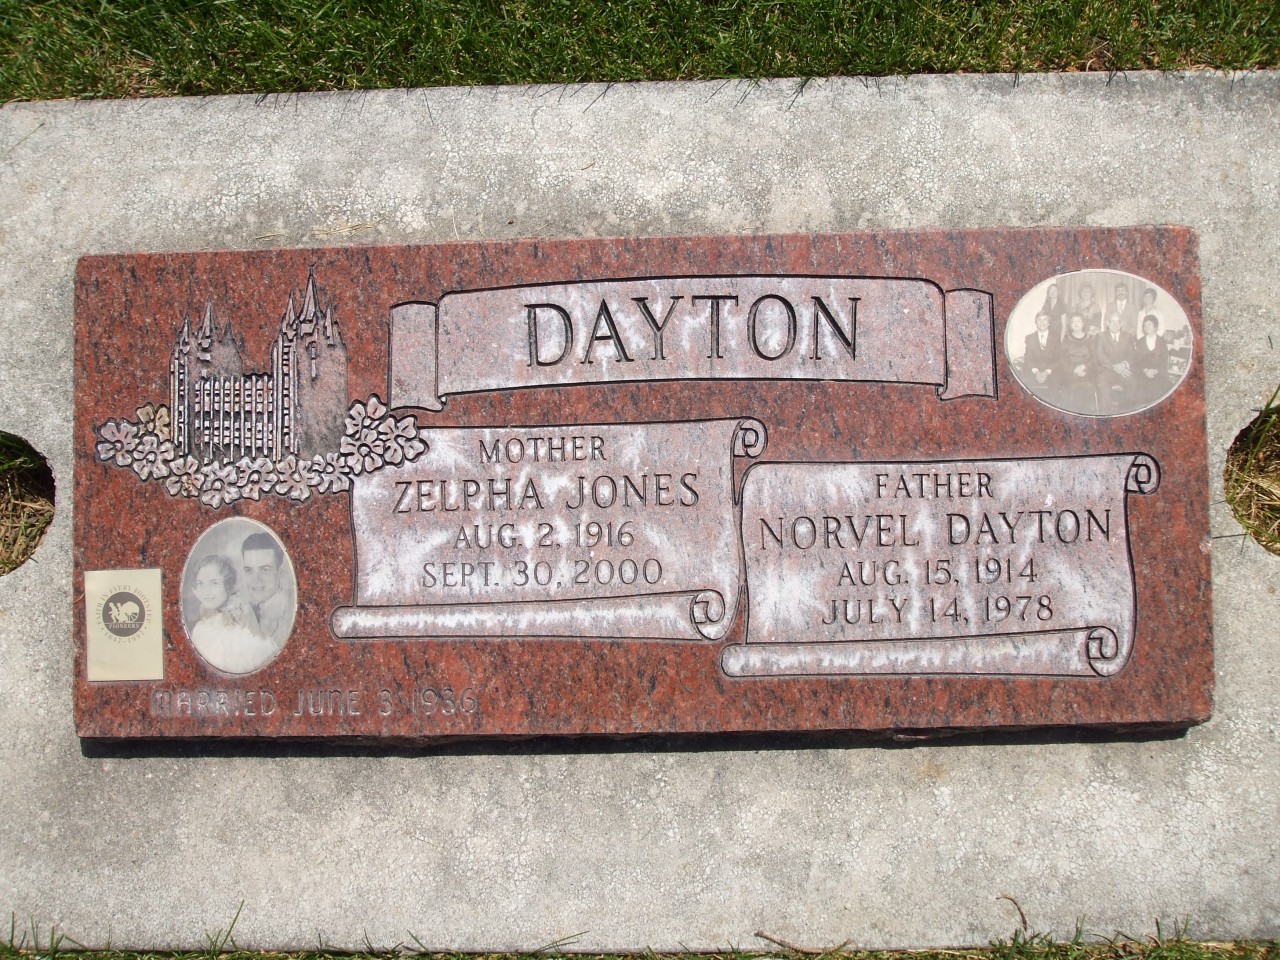 DAYTON
MOTHER
ZELPHA JONES
AUG. 2, 1916
SEPT. 30, 2000
FATHER
NORVEL DAYTON
AUG. 15, 1914
JULY 14, 1978
PIONEERS
MARRIED JUNE 3 1936